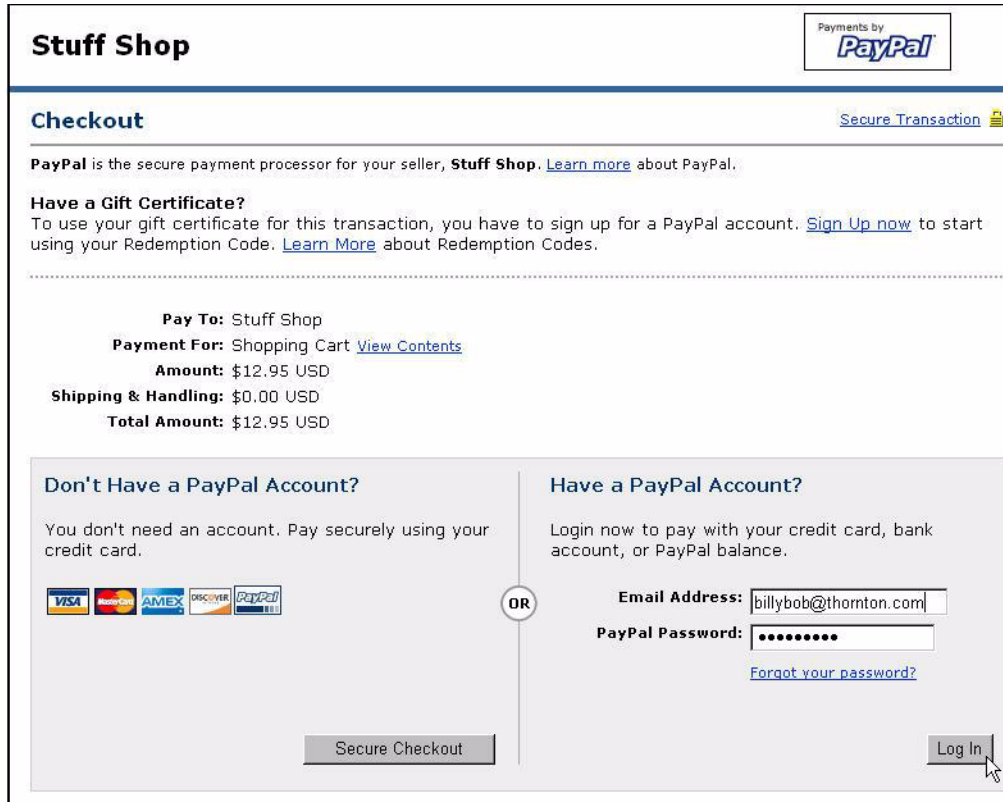 Stuff Shop
Payments by
PayPal
Checkout
Secure Transaction
PayPal is the secure payment processor for your seller, Stuff Shop. Learn more about PayPal.
Have a Gift Certificate?
To use your gift certificate for this transaction, you have to sign up for a PayPal account. Sign Up now to start
using your Redemption Code. Learn More about Redemption Codes.
Pay To: Stuff Shop
Payment For: Shopping Cart View Contents
Amount: $12.95 USD
Shipping & Handling: $0.00 USD
Total Amount: $12.95 USD
Don't Have a PayPal Account?
You don't need an account. Pay securely using your
credit card.
VISA MasterCard AMEX DISCOVER PayPal
Secure Checkout
OR
Have a PayPal Account?
Login now to pay with your credit card, bank
account, or PayPal balance.
Email Address: billybob@thornton.com
PayPal Password: •••••••••
Forgot your password?
Log In